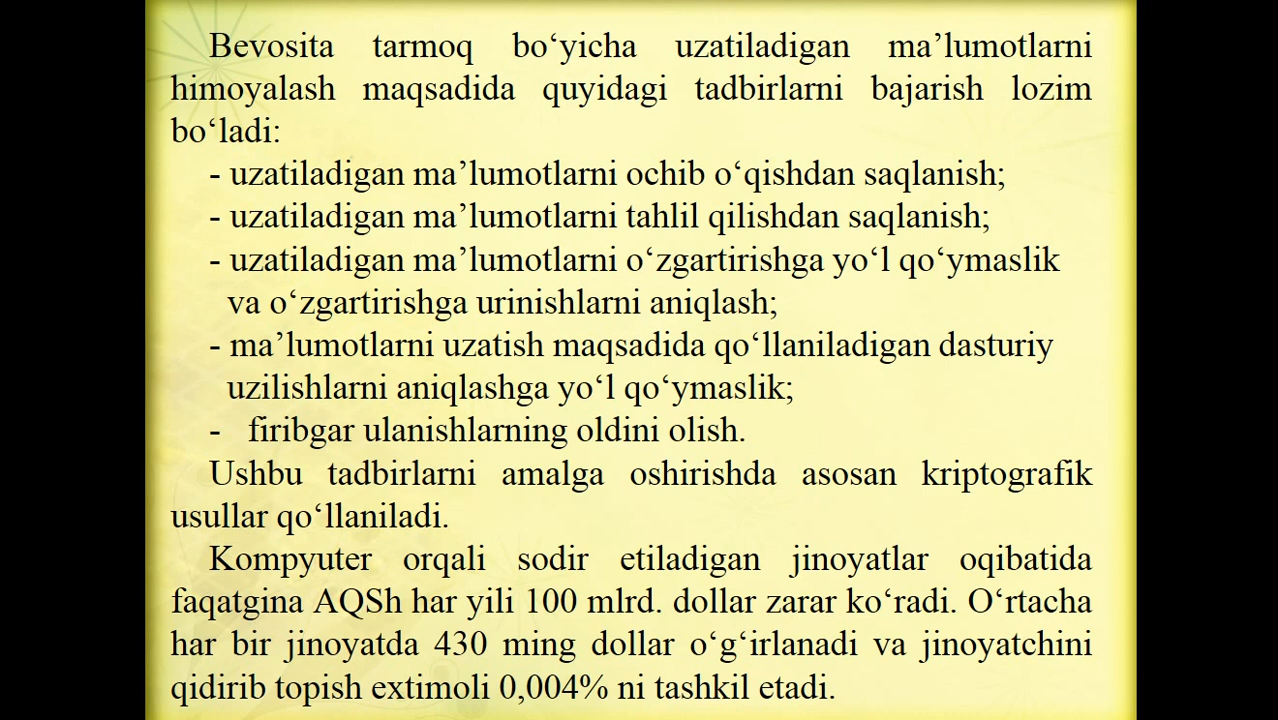 Bevosita tarmoq bo‘yicha uzatiladigan ma’lumotlarni
himoyalash maqsadida quyidagi tadbirlarni bajarish lozim
bo‘ladi:
- uzatiladigan ma’lumotlarni ochib o‘qishdan saqlanish;
- uzatiladigan ma’lumotlarni tahlil qilishdan saqlanish;
- uzatiladigan ma’lumotlarni o‘zgartirishga yo‘l qo‘ymaslik
va o‘zgartirishga urinishlarni aniqlash;
- ma’lumotlarni uzatish maqsadida qo‘llaniladigan dasturiy
uzilishlarni aniqlashga yo‘l qo‘ymaslik;
- firibgar ulanishlarning oldini olish.
Ushbu tadbirlarni amalga oshirishda asosan kriptografik
usullar qo‘llaniladi.
Kompyuter orqali sodir etiladigan jinoyatlar oqibatida
faqatgina AQSh har yili 100 mlrd. dollar zarar ko‘radi. O‘rtacha
har bir jinoyatda 430 ming dollar o‘g‘irlanadi va jinoyatchini
qidirib topish extimoli 0,004% ni tashkil etadi.